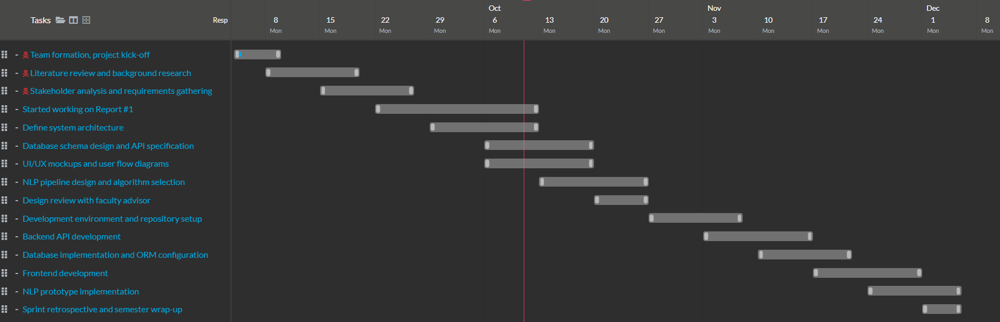 Oct Nov Dec
Tasks Resp 8 15 22 29 6 13 20 27 3 10 17 24 1 8
Mon Mon Mon Mon Mon Mon Mon Mon Mon Mon Mon Mon Mon Mon
- Team formation, project kick-off
- Literature review and background research
- Stakeholder analysis and requirements gathering
- Started working on Report #1
- Define system architecture
- Database schema design and API specification
- UI/UX mockups and user flow diagrams
- NLP pipeline design and algorithm selection
- Design review with faculty advisor
- Development environment and repository setup
- Backend API development
- Database implementation and ORM configuration
- Frontend development
- NLP prototype implementation
- Sprint retrospective and semester wrap-up